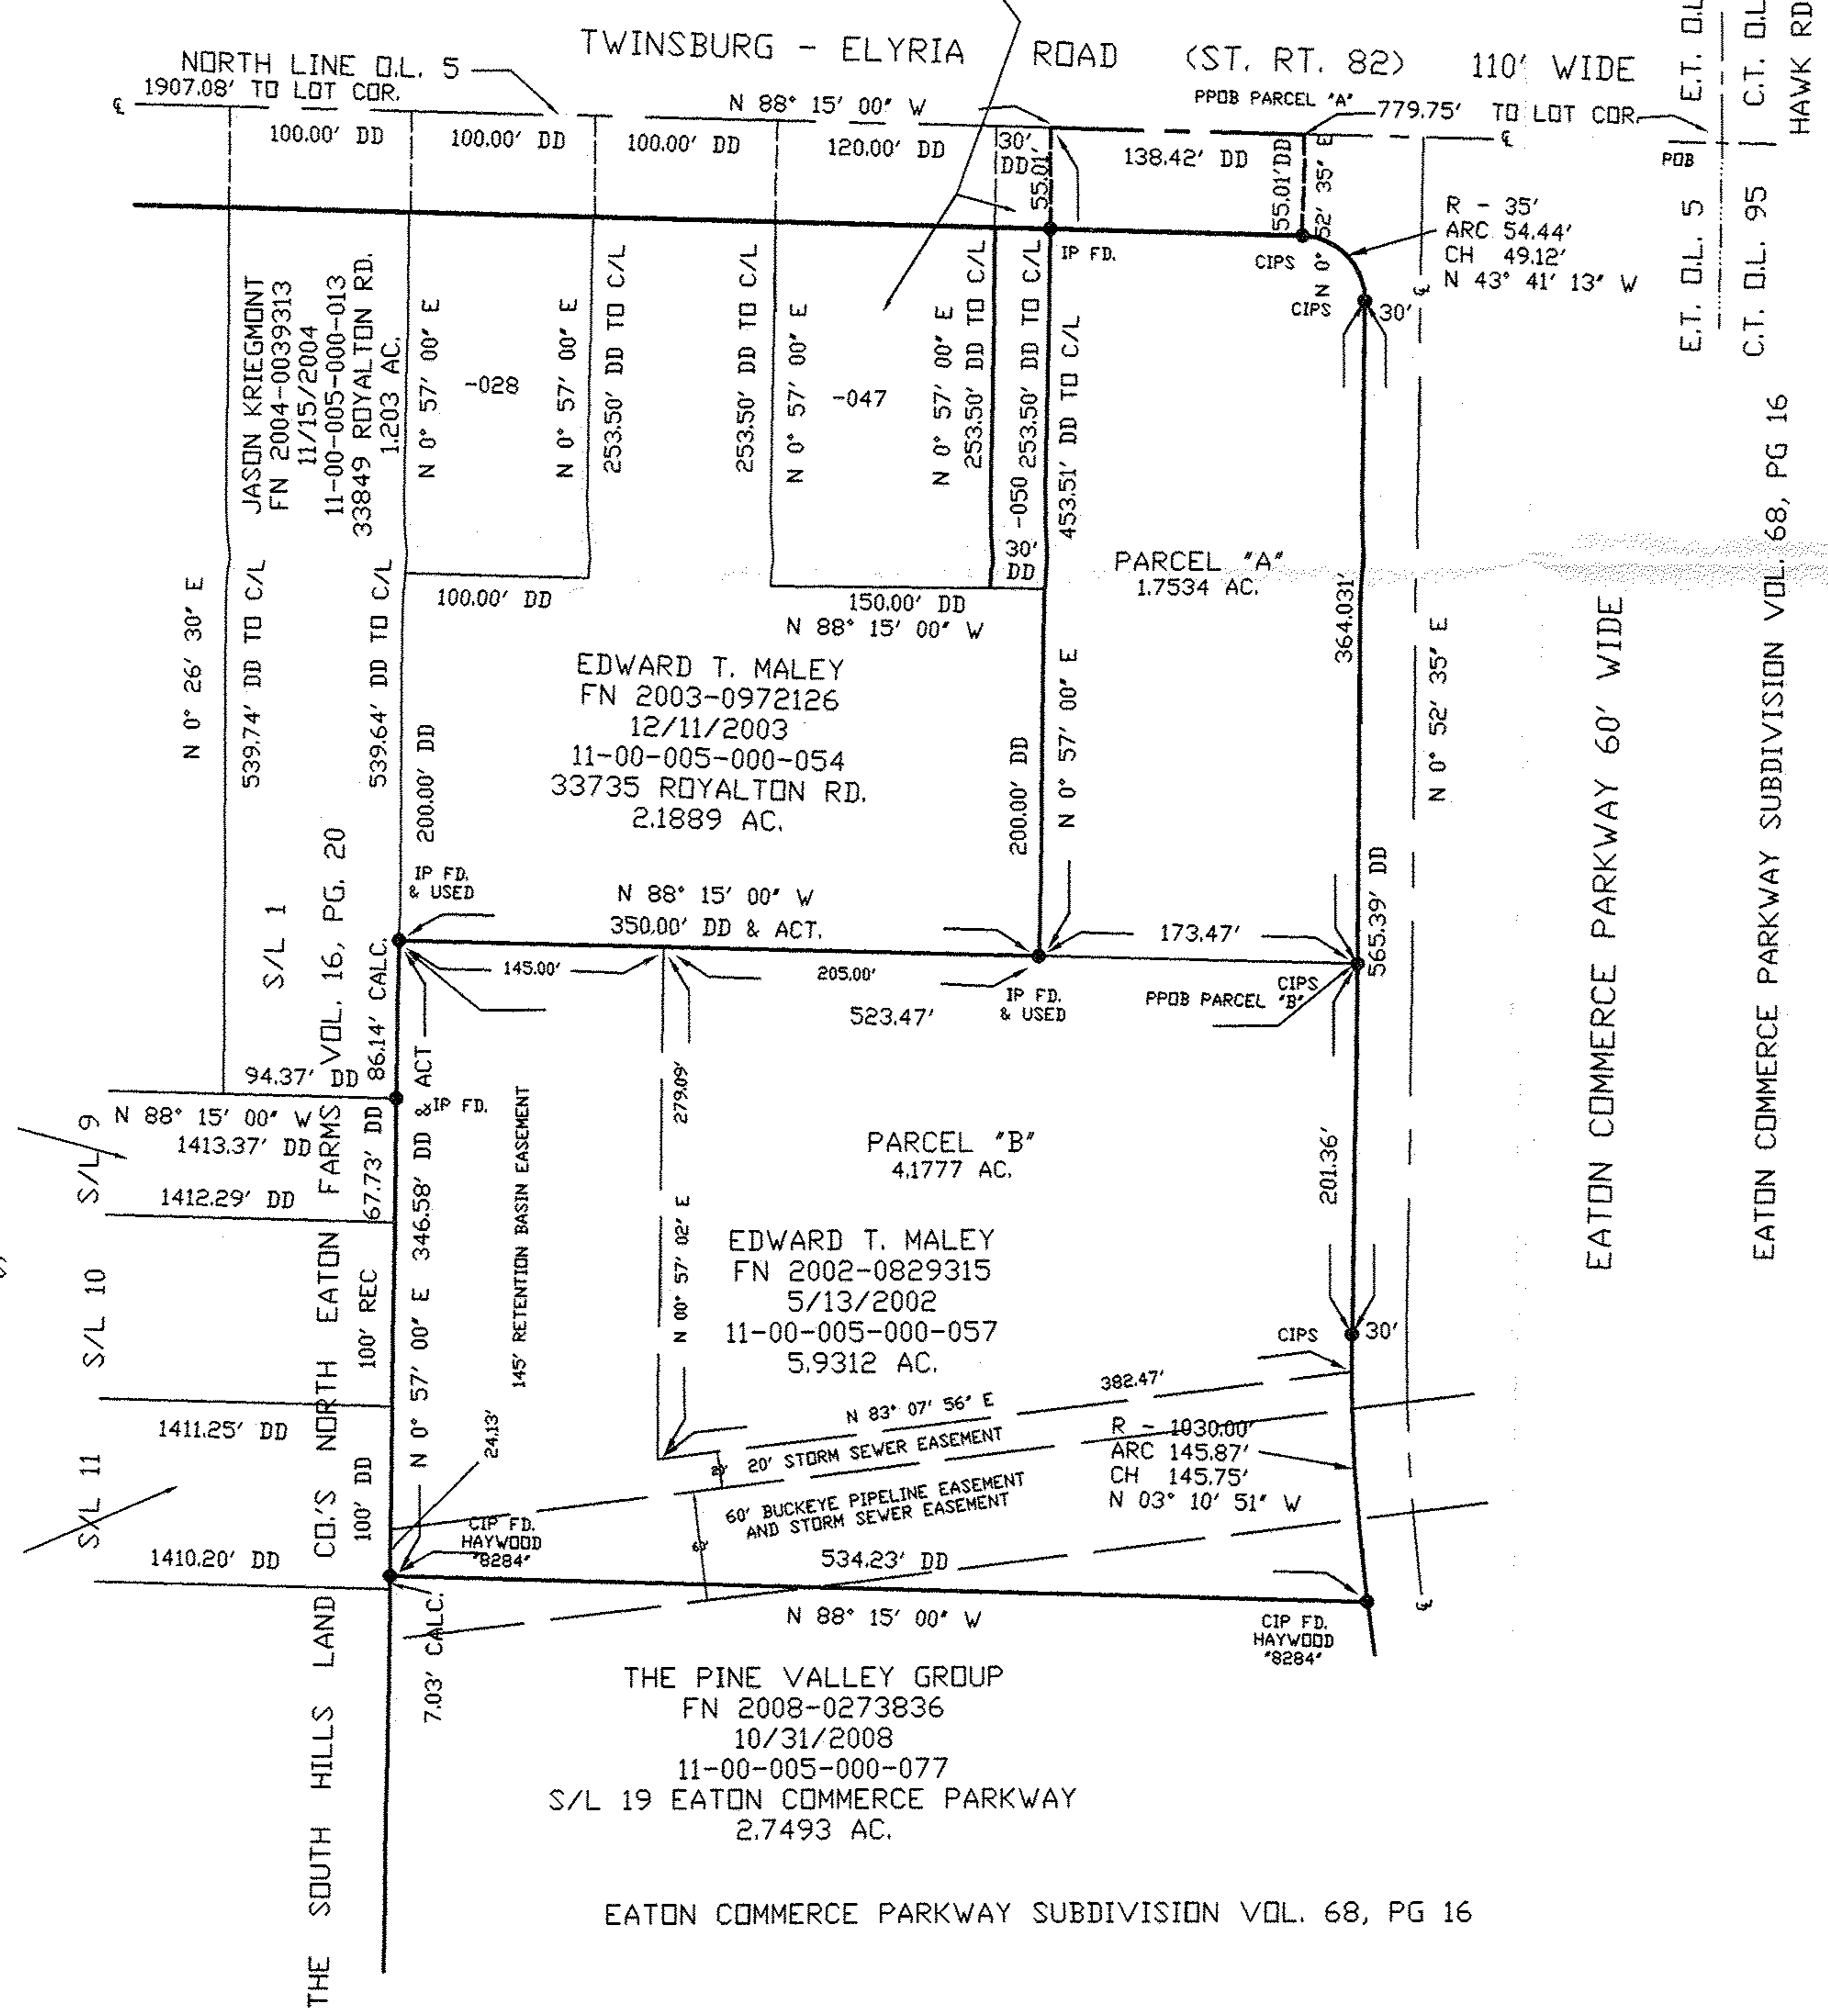 TWINSBURG - ELYRIA ROAD (ST. RT. 82) 110' WIDE
NORTH LINE O.L. 5
1907.08' TO LOT COR.
N 88° 15' 00" W
PPOB PARCEL "A"
779.75' TO LOT COR.
100.00' DD
100.00' DD
100.00' DD
120.00' DD
30'
DD
55.01'
138.42' DD
55.01' DD
N 0° 52' 35" E
POB
E.T. O.L. 5
E.T. O.L.
C.T. O.L. 95
C.T. O.L.
HAWK RD
R - 35'
ARC 54.44'
CH 49.12'
N 43° 41' 13" W
IP FD.
CIPS
CIPS
30'
JASON KRIEGMONT
FN 2004-0039313
11/15/2004
11-00-005-000-013
33849 ROYALTON RD.
1.203 AC.
N 0° 57' 00" E
-028
N 0° 57' 00" E
253.50' DD TO C/L
253.50' DD TO C/L
N 0° 57' 00" E
-047
N 0° 57' 00" E
253.50' DD TO C/L
-050 253.50' DD TO C/L
30'
DD
453.51' DD TO C/L
PARCEL "A"
1.7534 AC.
364.031'
N 0° 26' 30" E
539.74' DD TO C/L
539.64' DD TO C/L
100.00' DD
150.00' DD
N 88° 15' 00" W
EDWARD T. MALEY
FN 2003-0972126
12/11/2003
11-00-005-000-054
33735 ROYALTON RD.
2.1889 AC.
200.00' DD
200.00' DD
N 0° 57' 00" E
N 0° 52' 35" E
EATON COMMERCE PARKWAY 60' WIDE
EATON COMMERCE PARKWAY SUBDIVISION VOL. 68, PG 16
IP FD.
& USED
N 88° 15' 00" W
350.00' DD & ACT.
173.47'
565.39' DD
145.00'
205.00'
523.47'
IP FD.
& USED
CIPS
PPOB PARCEL "B"
S/L 1
86.14' CALC.
94.37' DD
IP FD.
N 88° 15' 00" W
1413.37' DD
S/L 9
67.73' DD
1412.29' DD
S/L 10
100' REC
N 0° 57' 00" E 346.58' DD & ACT
145' RETENTION BASIN EASEMENT
279.09'
N 00° 57' 02" E
PARCEL "B"
4.1777 AC.
201.36'
EDWARD T. MALEY
FN 2002-0829315
5/13/2002
11-00-005-000-057
5.9312 AC.
CIPS
30'
382.47'
N 83° 07' 56" E
20' 20' STORM SEWER EASEMENT
R - 1030.00'
ARC 145.87'
CH 145.75'
N 03° 10' 51" W
60' BUCKEYE PIPELINE EASEMENT
AND STORM SEWER EASEMENT
60'
1411.25' DD
S/L 11
100' DD
24.13'
1410.20' DD
CIP FD.
HAYWOOD
"8284"
534.23' DD
N 88° 15' 00" W
CIP FD.
HAYWOOD
"8284"
7.03' CALC.
THE SOUTH HILLS LAND CO.'S NORTH EATON FARMS VOL. 16, PG. 20
THE PINE VALLEY GROUP
FN 2008-0273836
10/31/2008
11-00-005-000-077
S/L 19 EATON COMMERCE PARKWAY
2.7493 AC.
EATON COMMERCE PARKWAY SUBDIVISION VOL. 68, PG 16